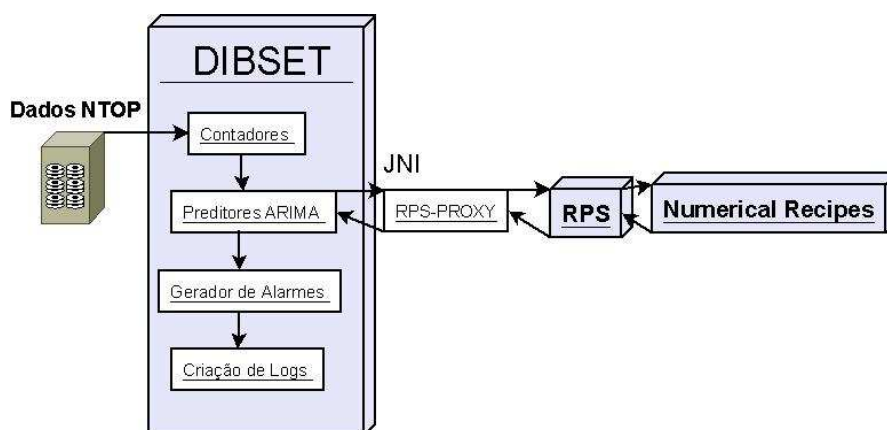 DIBSET
Dados NTOP
Contadores
JNI
Preditores ARIMA
RPS-PROXY
RPS
Numerical Recipes
Gerador de Alarmes
Criação de Logs